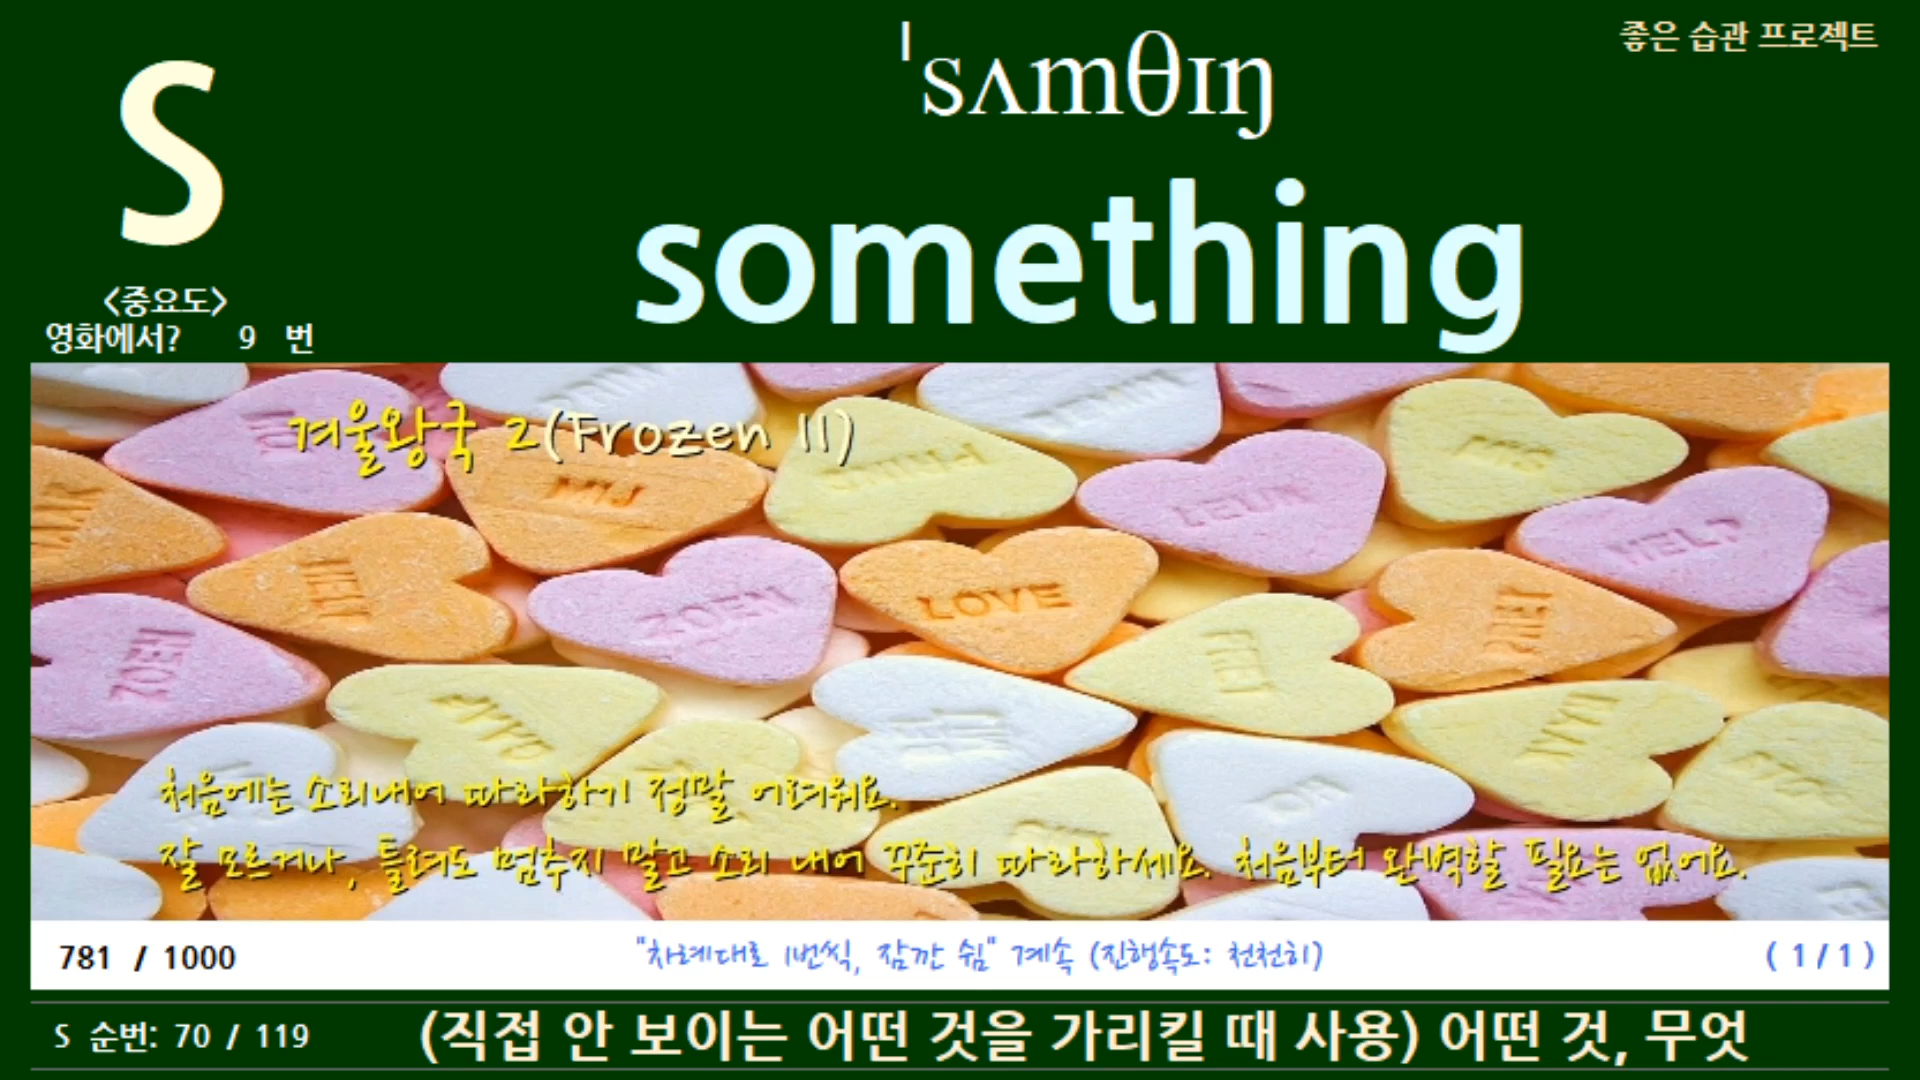 좋은 습관 프로젝트
S
ˈsʌmθɪŋ
something
<중요도>
영화에서? 9 번
겨울왕국 2(Frozen II)
LOVE
ZOEN
HELP
처음에는 소리내어 따라하기 정말 어려워요.
잘 모르거나, 틀려도 멈추지 말고 소리 내어 꾸준히 따라하세요. 처음부터 완벽할 필요는 없어요.
781 / 1000
"차례대로 1번씩, 잠깐 쉼" 계속 (진행속도: 천천히)
( 1 / 1 )
S 순번: 70 / 119
(직접 안 보이는 어떤 것을 가리킬 때 사용) 어떤 것, 무엇